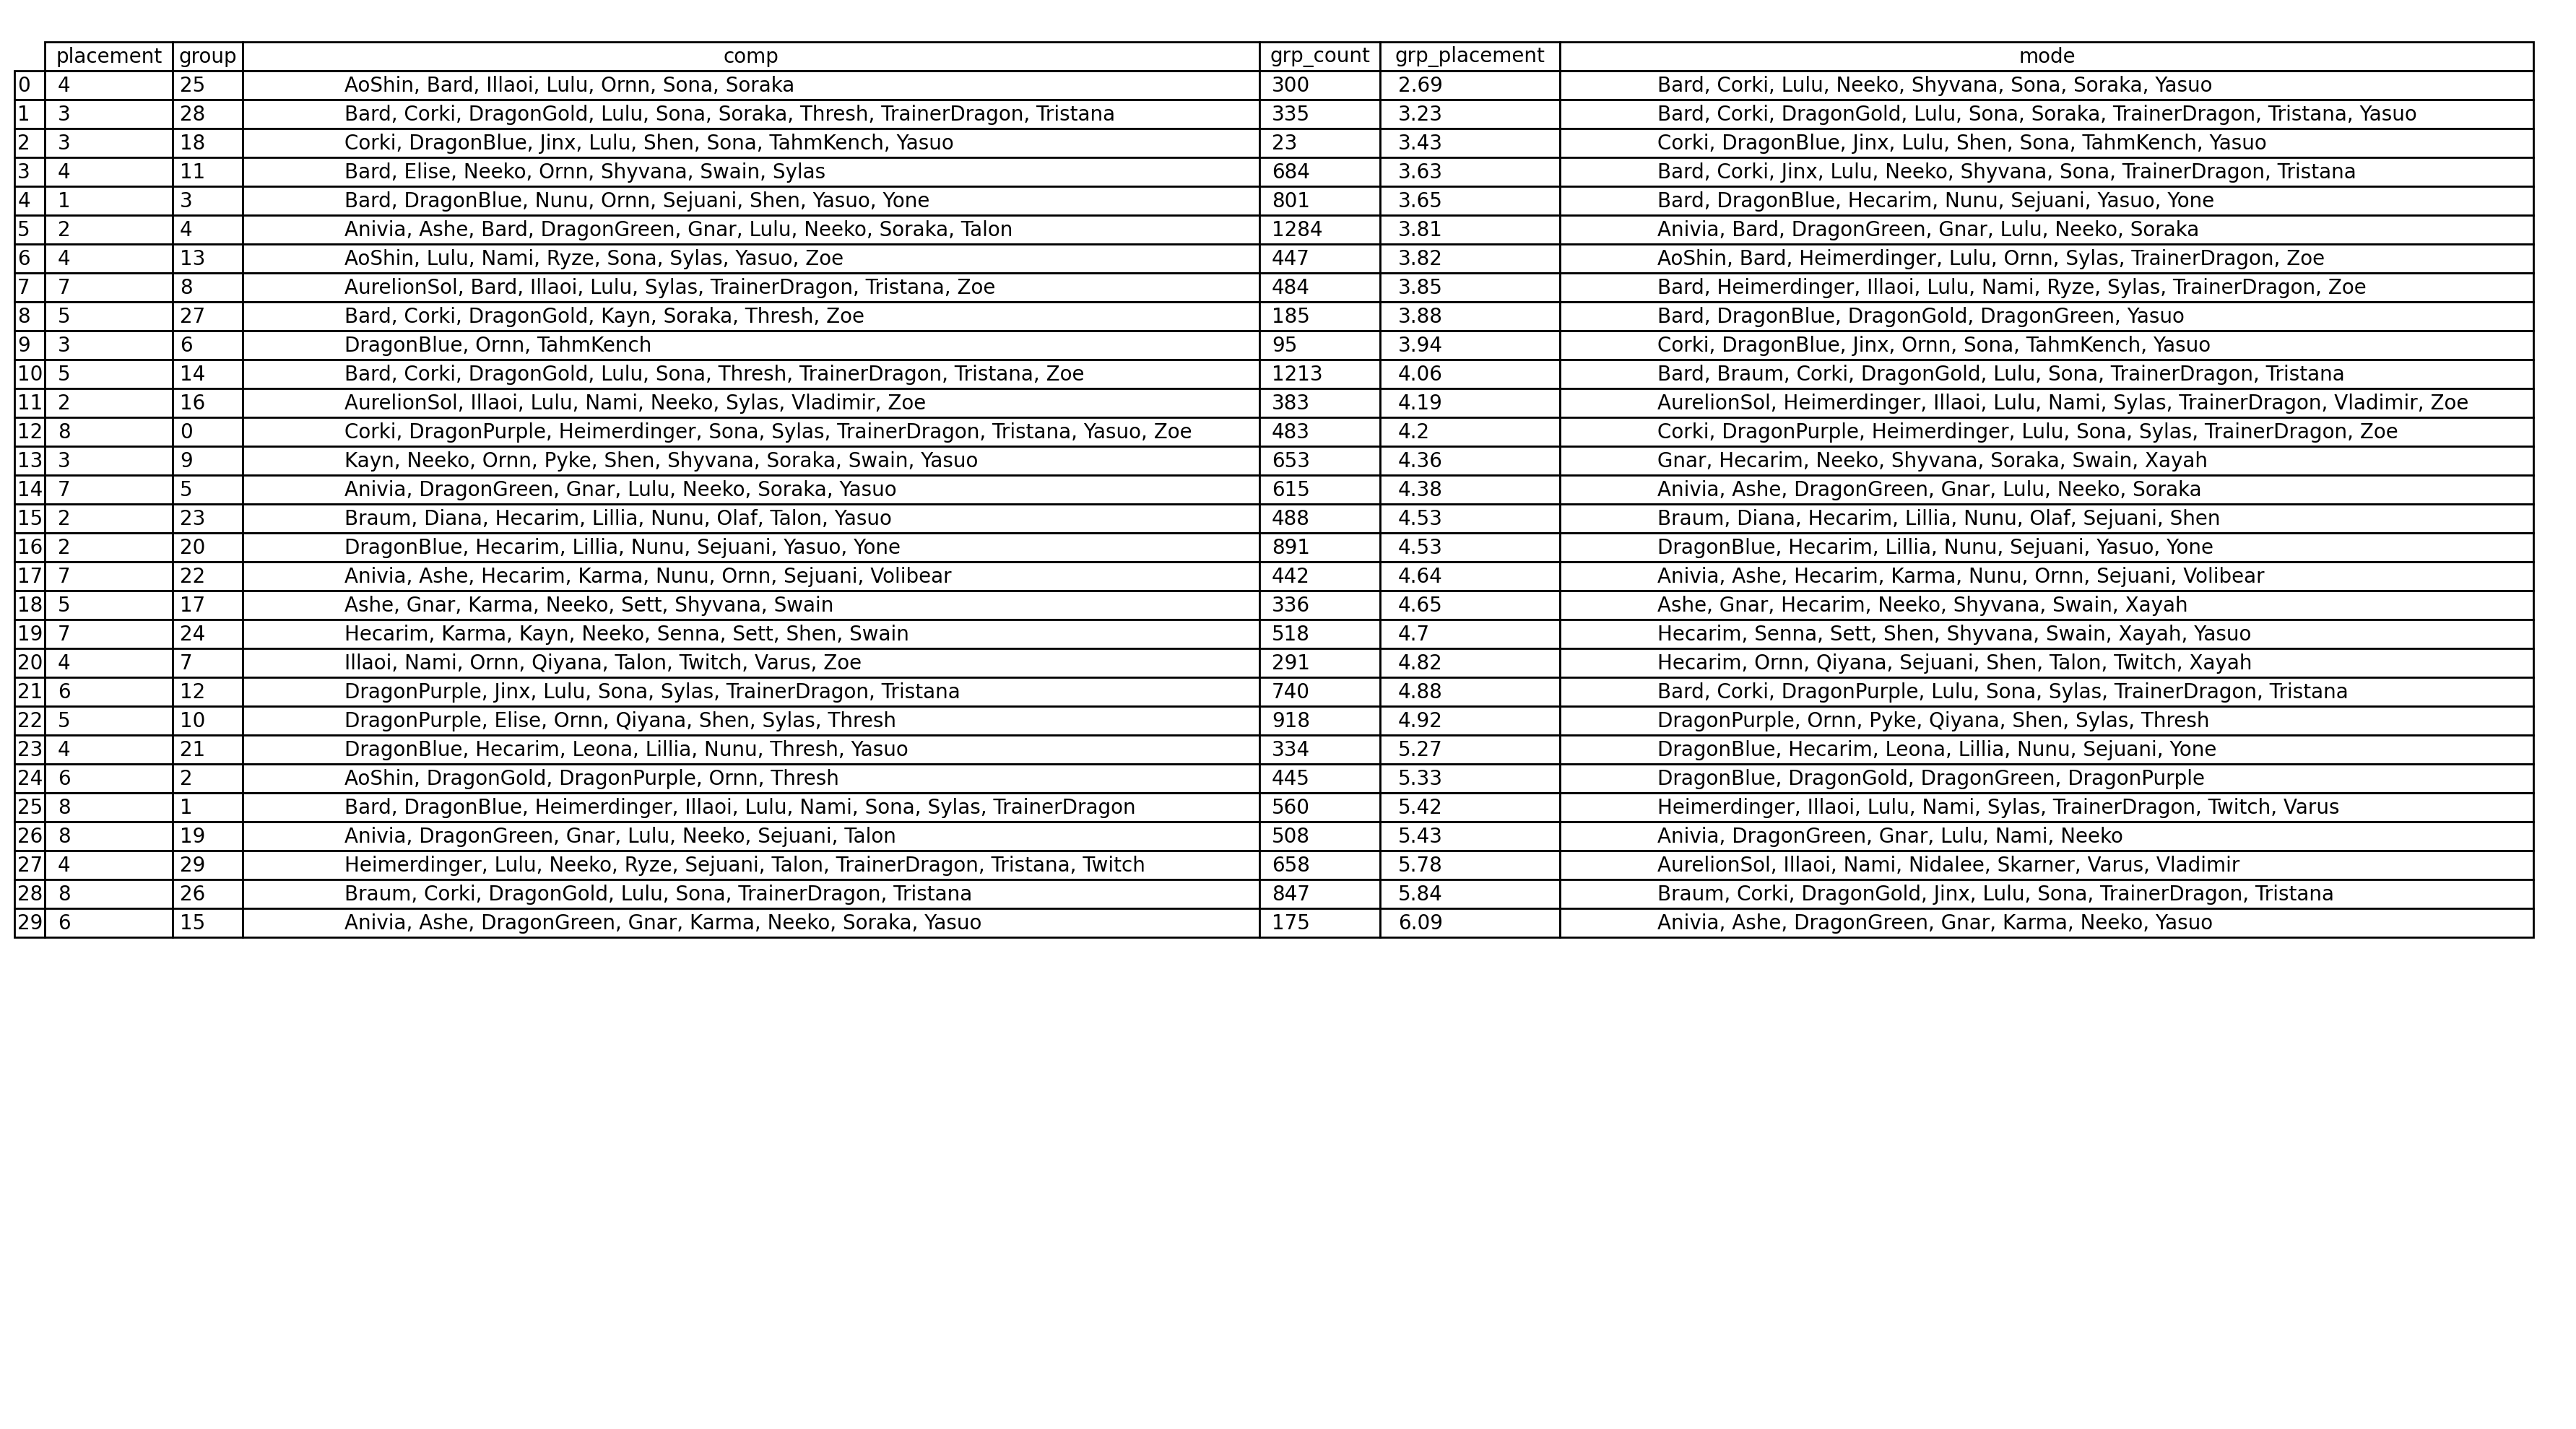 placement group comp grp_count grp_placement mode
0 4 25 AoShin, Bard, Illaoi, Lulu, Ornn, Sona, Soraka 300 2.69 Bard, Corki, Lulu, Neeko, Shyvana, Sona, Soraka, Yasuo
1 3 28 Bard, Corki, DragonGold, Lulu, Sona, Soraka, Thresh, TrainerDragon, Tristana 335 3.23 Bard, Corki, DragonGold, Lulu, Sona, Soraka, TrainerDragon, Tristana, Yasuo
2 3 18 Corki, DragonBlue, Jinx, Lulu, Shen, Sona, TahmKench, Yasuo 23 3.43 Corki, DragonBlue, Jinx, Lulu, Shen, Sona, TahmKench, Yasuo
3 4 11 Bard, Elise, Neeko, Ornn, Shyvana, Swain, Sylas 684 3.63 Bard, Corki, Jinx, Lulu, Neeko, Shyvana, Sona, TrainerDragon, Tristana
4 1 3 Bard, DragonBlue, Nunu, Ornn, Sejuani, Shen, Yasuo, Yone 801 3.65 Bard, DragonBlue, Hecarim, Nunu, Sejuani, Yasuo, Yone
5 2 4 Anivia, Ashe, Bard, DragonGreen, Gnar, Lulu, Neeko, Soraka, Talon 1284 3.81 Anivia, Bard, DragonGreen, Gnar, Lulu, Neeko, Soraka
6 4 13 AoShin, Lulu, Nami, Ryze, Sona, Sylas, Yasuo, Zoe 447 3.82 AoShin, Bard, Heimerdinger, Lulu, Ornn, Sylas, TrainerDragon, Zoe
7 7 8 AurelionSol, Bard, Illaoi, Lulu, Sylas, TrainerDragon, Tristana, Zoe 484 3.85 Bard, Heimerdinger, Illaoi, Lulu, Nami, Ryze, Sylas, TrainerDragon, Zoe
8 5 27 Bard, Corki, DragonGold, Kayn, Soraka, Thresh, Zoe 185 3.88 Bard, DragonBlue, DragonGold, DragonGreen, Yasuo
9 3 6 DragonBlue, Ornn, TahmKench 95 3.94 Corki, DragonBlue, Jinx, Ornn, Sona, TahmKench, Yasuo
10 5 14 Bard, Corki, DragonGold, Lulu, Sona, Thresh, TrainerDragon, Tristana, Zoe 1213 4.06 Bard, Braum, Corki, DragonGold, Lulu, Sona, TrainerDragon, Tristana
11 2 16 AurelionSol, Illaoi, Lulu, Nami, Neeko, Sylas, Vladimir, Zoe 383 4.19 AurelionSol, Heimerdinger, Illaoi, Lulu, Nami, Sylas, TrainerDragon, Vladimir, Zoe
12 8 0 Corki, DragonPurple, Heimerdinger, Sona, Sylas, TrainerDragon, Tristana, Yasuo, Zoe 483 4.2 Corki, DragonPurple, Heimerdinger, Lulu, Sona, Sylas, TrainerDragon, Zoe
13 3 9 Kayn, Neeko, Ornn, Pyke, Shen, Shyvana, Soraka, Swain, Yasuo 653 4.36 Gnar, Hecarim, Neeko, Shyvana, Soraka, Swain, Xayah
14 7 5 Anivia, DragonGreen, Gnar, Lulu, Neeko, Soraka, Yasuo 615 4.38 Anivia, Ashe, DragonGreen, Gnar, Lulu, Neeko, Soraka
15 2 23 Braum, Diana, Hecarim, Lillia, Nunu, Olaf, Talon, Yasuo 488 4.53 Braum, Diana, Hecarim, Lillia, Nunu, Olaf, Sejuani, Shen
16 2 20 DragonBlue, Hecarim, Lillia, Nunu, Sejuani, Yasuo, Yone 891 4.53 DragonBlue, Hecarim, Lillia, Nunu, Sejuani, Yasuo, Yone
17 7 22 Anivia, Ashe, Hecarim, Karma, Nunu, Ornn, Sejuani, Volibear 442 4.64 Anivia, Ashe, Hecarim, Karma, Nunu, Ornn, Sejuani, Volibear
18 5 17 Ashe, Gnar, Karma, Neeko, Sett, Shyvana, Swain 336 4.65 Ashe, Gnar, Hecarim, Neeko, Shyvana, Swain, Xayah
19 7 24 Hecarim, Karma, Kayn, Neeko, Senna, Sett, Shen, Swain 518 4.7 Hecarim, Senna, Sett, Shen, Shyvana, Swain, Xayah, Yasuo
20 4 7 Illaoi, Nami, Ornn, Qiyana, Talon, Twitch, Varus, Zoe 291 4.82 Hecarim, Ornn, Qiyana, Sejuani, Shen, Talon, Twitch, Xayah
21 6 12 DragonPurple, Jinx, Lulu, Sona, Sylas, TrainerDragon, Tristana 740 4.88 Bard, Corki, DragonPurple, Lulu, Sona, Sylas, TrainerDragon, Tristana
22 5 10 DragonPurple, Elise, Ornn, Qiyana, Shen, Sylas, Thresh 918 4.92 DragonPurple, Ornn, Pyke, Qiyana, Shen, Sylas, Thresh
23 4 21 DragonBlue, Hecarim, Leona, Lillia, Nunu, Thresh, Yasuo 334 5.27 DragonBlue, Hecarim, Leona, Lillia, Nunu, Sejuani, Yone
24 6 2 AoShin, DragonGold, DragonPurple, Ornn, Thresh 445 5.33 DragonBlue, DragonGold, DragonGreen, DragonPurple
25 8 1 Bard, DragonBlue, Heimerdinger, Illaoi, Lulu, Nami, Sona, Sylas, TrainerDragon 560 5.42 Heimerdinger, Illaoi, Lulu, Nami, Sylas, TrainerDragon, Twitch, Varus
26 8 19 Anivia, DragonGreen, Gnar, Lulu, Neeko, Sejuani, Talon 508 5.43 Anivia, DragonGreen, Gnar, Lulu, Nami, Neeko
27 4 29 Heimerdinger, Lulu, Neeko, Ryze, Sejuani, Talon, TrainerDragon, Tristana, Twitch 658 5.78 AurelionSol, Illaoi, Nami, Nidalee, Skarner, Varus, Vladimir
28 8 26 Braum, Corki, DragonGold, Lulu, Sona, TrainerDragon, Tristana 847 5.84 Braum, Corki, DragonGold, Jinx, Lulu, Sona, TrainerDragon, Tristana
29 6 15 Anivia, Ashe, DragonGreen, Gnar, Karma, Neeko, Soraka, Yasuo 175 6.09 Anivia, Ashe, DragonGreen, Gnar, Karma, Neeko, Yasuo